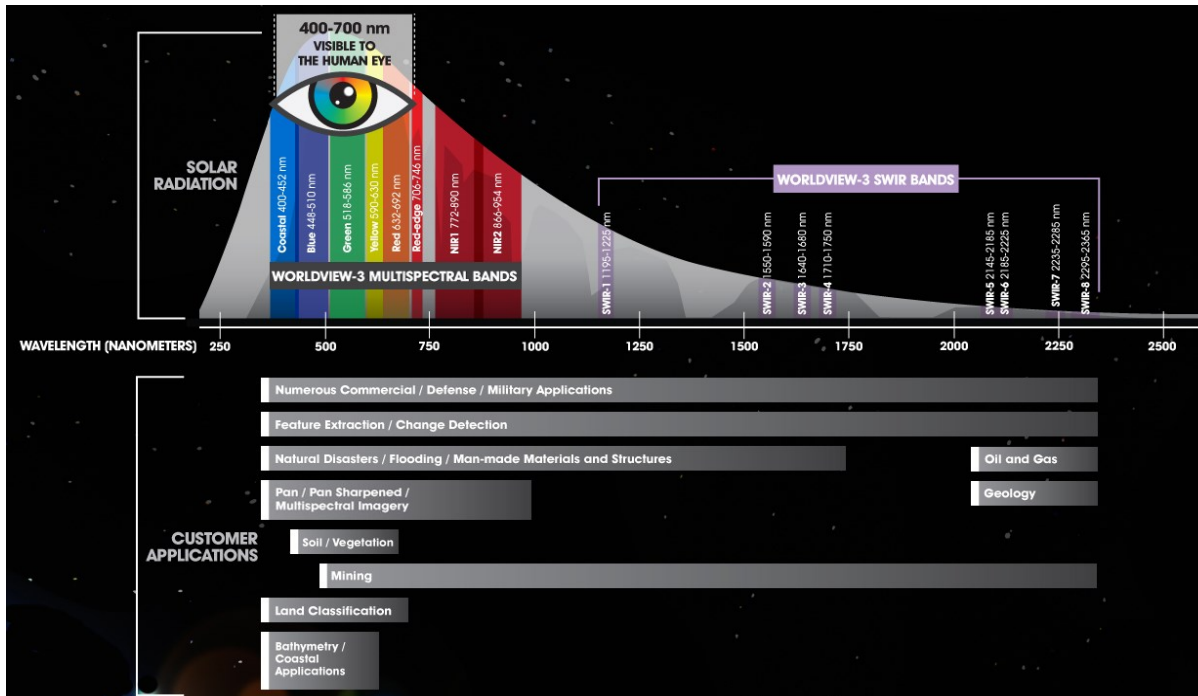 400-700 nm
VISIBLE TO
THE HUMAN EYE
SOLAR
RADIATION
Coastal 400-452 nm
Blue 448-510 nm
Green 518-586 nm
Yellow 590-630 nm
Red 632-692 nm
Red-edge 706-746 nm
NIR1 772-890 nm
NIR2 866-954 nm
WORLDVIEW-3 MULTISPECTRAL BANDS
WORLDVIEW-3 SWIR BANDS
SWIR-1 1195-1225 nm
SWIR-2 1550-1590 nm
SWIR-3 1640-1680 nm
SWIR-4 1710-1750 nm
SWIR-5 2145-2185 nm
SWIR-6 2185-2225 nm
SWIR-7 2235-2285 nm
SWIR-8 2295-2365 nm
WAVELENGTH (NANOMETERS) 250 500 750 1000 1250 1500 1750 2000 2250 2500
CUSTOMER
APPLICATIONS
Numerous Commercial / Defense / Military Applications
Feature Extraction / Change Detection
Natural Disasters / Flooding / Man-made Materials and Structures
Oil and Gas
Pan / Pan Sharpened /
Multispectral Imagery
Geology
Soil / Vegetation
Mining
Land Classification
Bathymetry /
Coastal
Applications